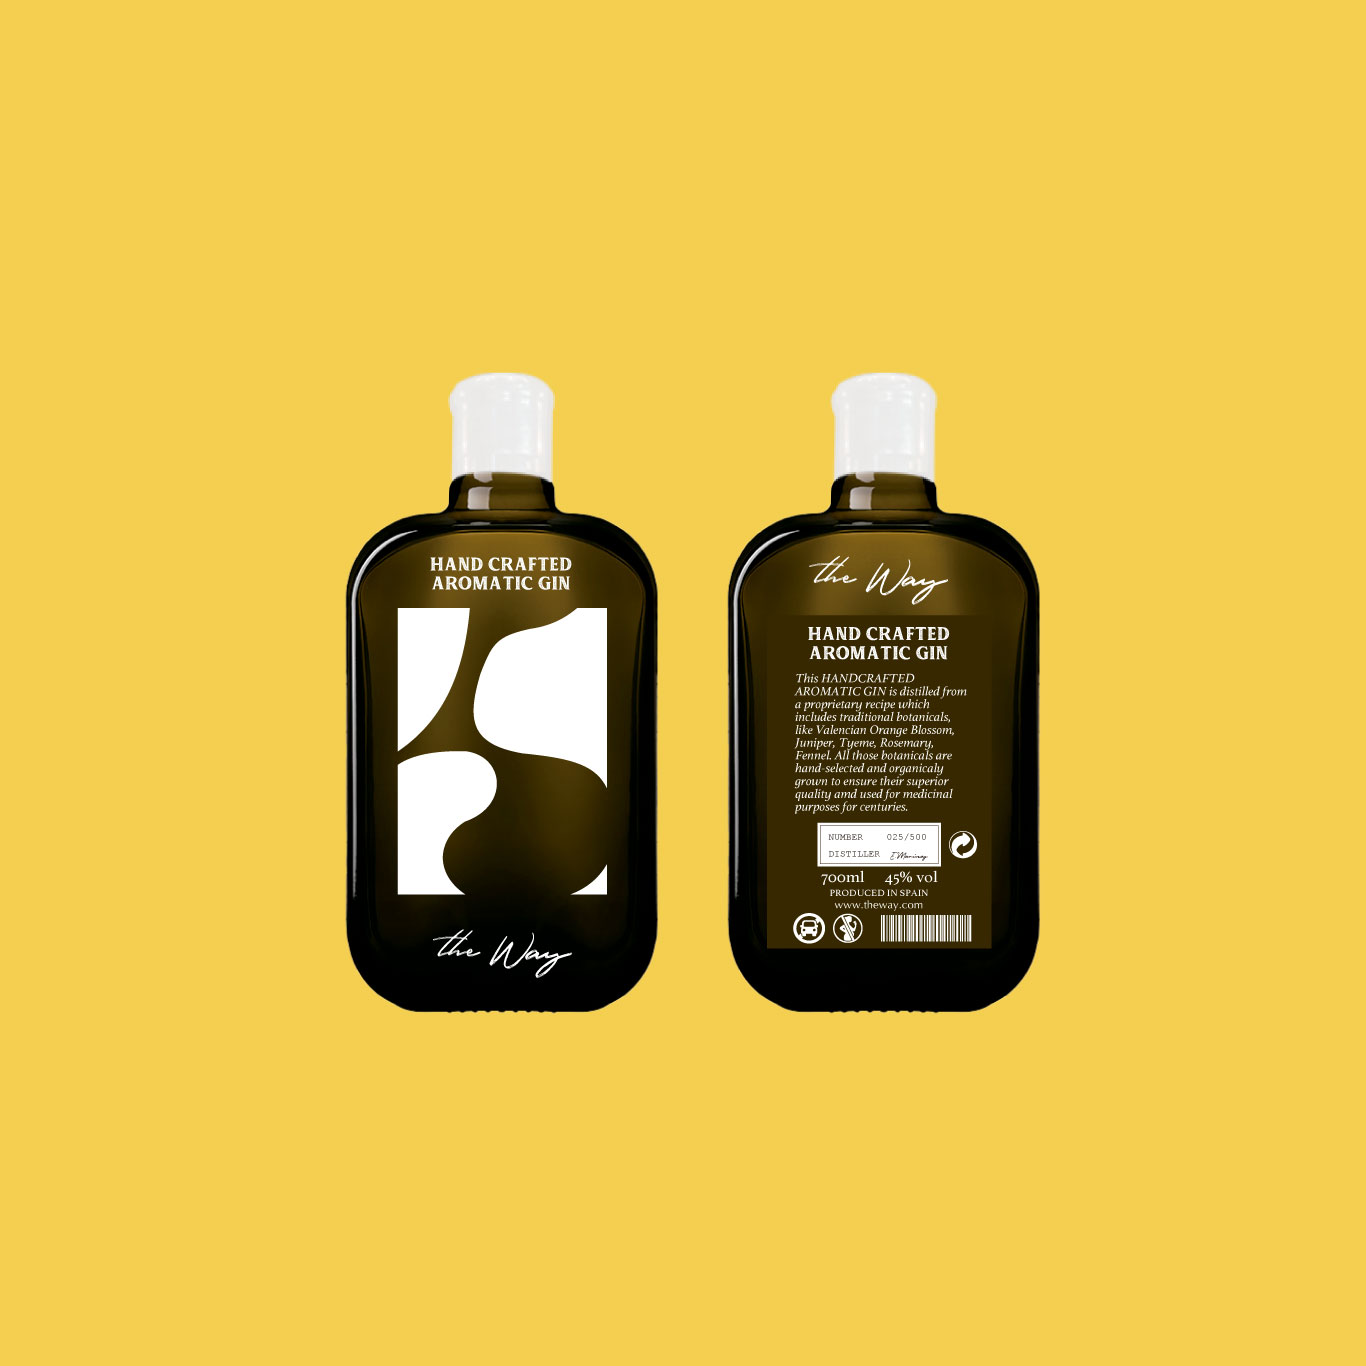 HAND CRAFTED
AROMATIC GIN
the Way
the Way
HAND CRAFTED
AROMATIC GIN
This HANDCRAFTED
AROMATIC GIN is distilled from
a proprietary recipe which
includes traditional botanicals,
like Valencian Orange Blossom,
Juniper, Tyeme, Rosemary,
Fennel. All those botanicals are
hand-selected and organicaly
grown to ensure their superior
quality amd used for medicinal
purposes for centuries.
NUMBER 025/500
DISTILLER
700ml 45% vol
PRODUCED IN SPAIN
www.theway.com